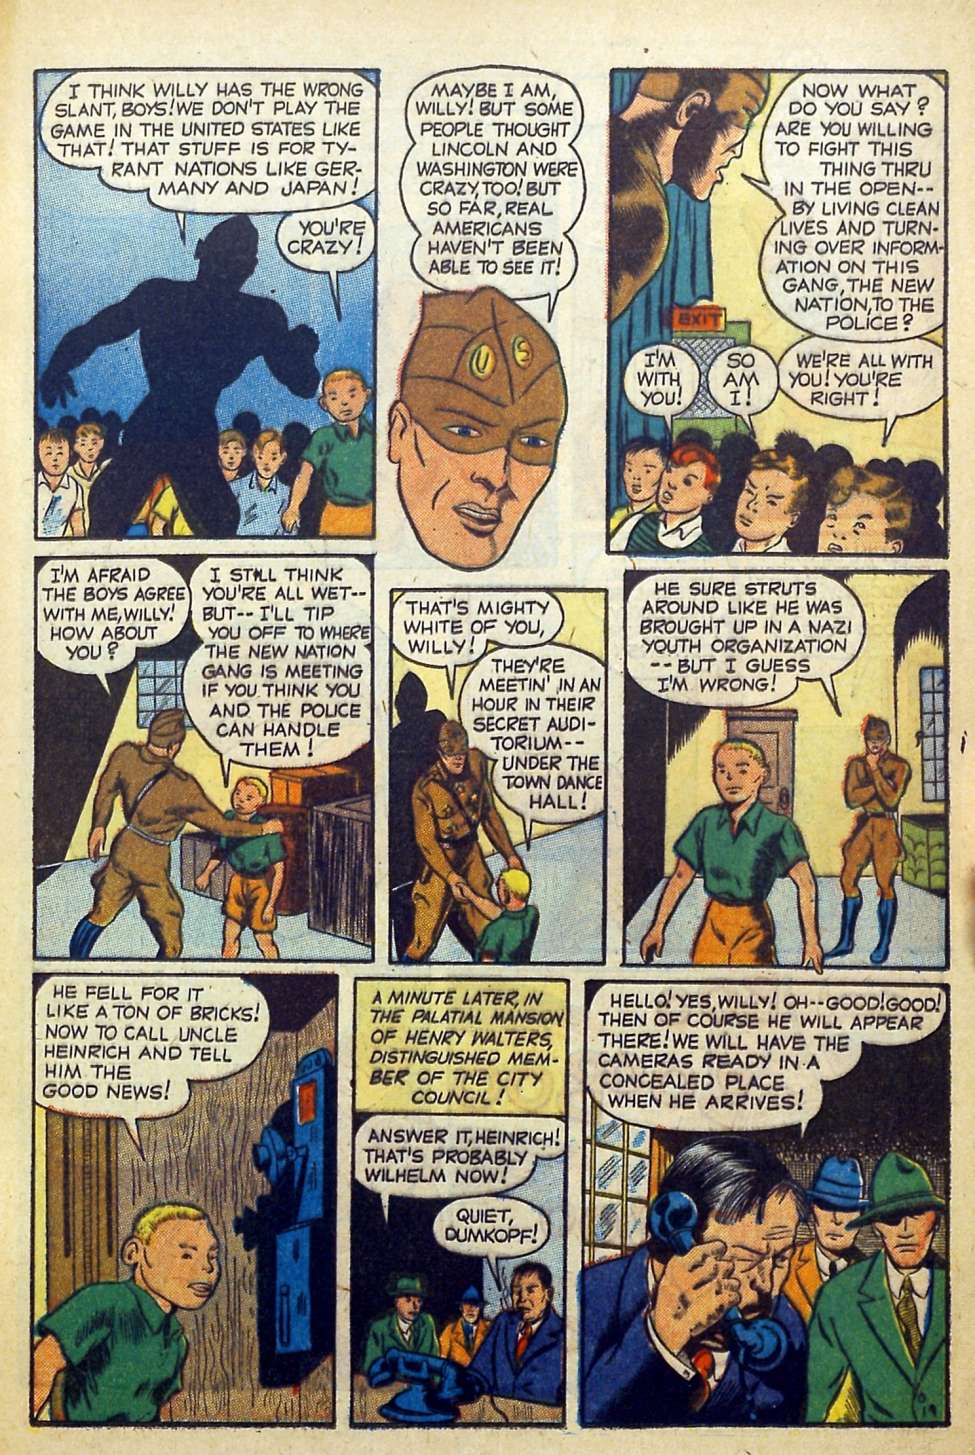 I THINK WILLY HAS THE WRONG
SLANT, BOYS! WE DON'T PLAY THE
GAME IN THE UNITED STATES LIKE
THAT! THAT STUFF IS FOR TY-
RANT NATIONS LIKE GER-
MANY AND JAPAN!
YOU'RE
CRAZY!
MAYBE I AM,
WILLY! BUT SOME
PEOPLE THOUGHT
LINCOLN AND
WASHINGTON WERE
CRAZY, TOO! BUT
SO FAR, REAL
AMERICANS
HAVEN'T BEEN
ABLE TO SEE IT!
U S
NOW WHAT
DO YOU SAY?
ARE YOU WILLING
TO FIGHT THIS
THING THRU
IN THE OPEN--
BY LIVING CLEAN
LIVES AND TURN-
ING OVER INFORM-
ATION ON THIS
GANG, THE NEW
NATION, TO THE
POLICE?
EXIT
I'M
WITH
YOU!
SO
AM
I!
WE'RE ALL WITH
YOU! YOU'RE
RIGHT!
I'M AFRAID
THE BOYS AGREE
WITH ME, WILLY!
HOW ABOUT
YOU?
I STILL THINK
YOU'RE ALL WET--
BUT-- I'LL TIP
YOU OFF TO WHERE
THE NEW NATION
GANG IS MEETING
IF YOU THINK YOU
AND THE POLICE
CAN HANDLE
THEM!
THAT'S MIGHTY
WHITE OF YOU,
WILLY!
THEY'RE
MEETIN' IN AN
HOUR IN THEIR
SECRET AUDI-
TORIUM--
UNDER THE
TOWN DANCE
HALL!
HE SURE STRUTS
AROUND LIKE HE WAS
BROUGHT UP IN A NAZI
YOUTH ORGANIZATION
-- BUT I GUESS
I'M WRONG!
HE FELL FOR IT
LIKE A TON OF BRICKS!
NOW TO CALL UNCLE
HEINRICH AND TELL
HIM THE
GOOD NEWS!
A MINUTE LATER, IN
THE PALATIAL MANSION
OF HENRY WALTERS,
DISTINGUISHED MEM-
BER OF THE CITY
COUNCIL!
ANSWER IT, HEINRICH!
THAT'S PROBABLY
WILHELM NOW!
QUIET,
DUMKOPF!
HELLO! YES, WILLY! OH--GOOD! GOOD!
THEN OF COURSE HE WILL APPEAR
THERE! WE WILL HAVE THE
CAMERAS READY IN A
CONCEALED PLACE
WHEN HE ARRIVES!
19